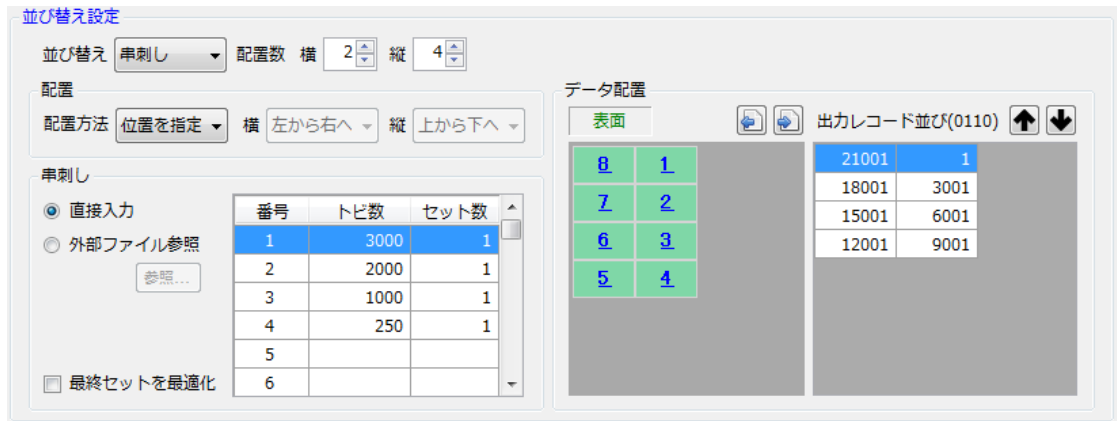 並び替え設定
並び替え 串刺し 配置数 横 2 縦 4
配置
配置方法 位置を指定 横 左から右へ 縦 上から下へ
串刺し
直接入力
外部ファイル参照
参照...
最終セットを最適化
番号 トビ数 セット数
1 3000 1
2 2000 1
3 1000 1
4 250 1
5
6
データ配置
表面
8 1
7 2
6 3
5 4
出力レコード並び(0110)
21001 1
18001 3001
15001 6001
12001 9001